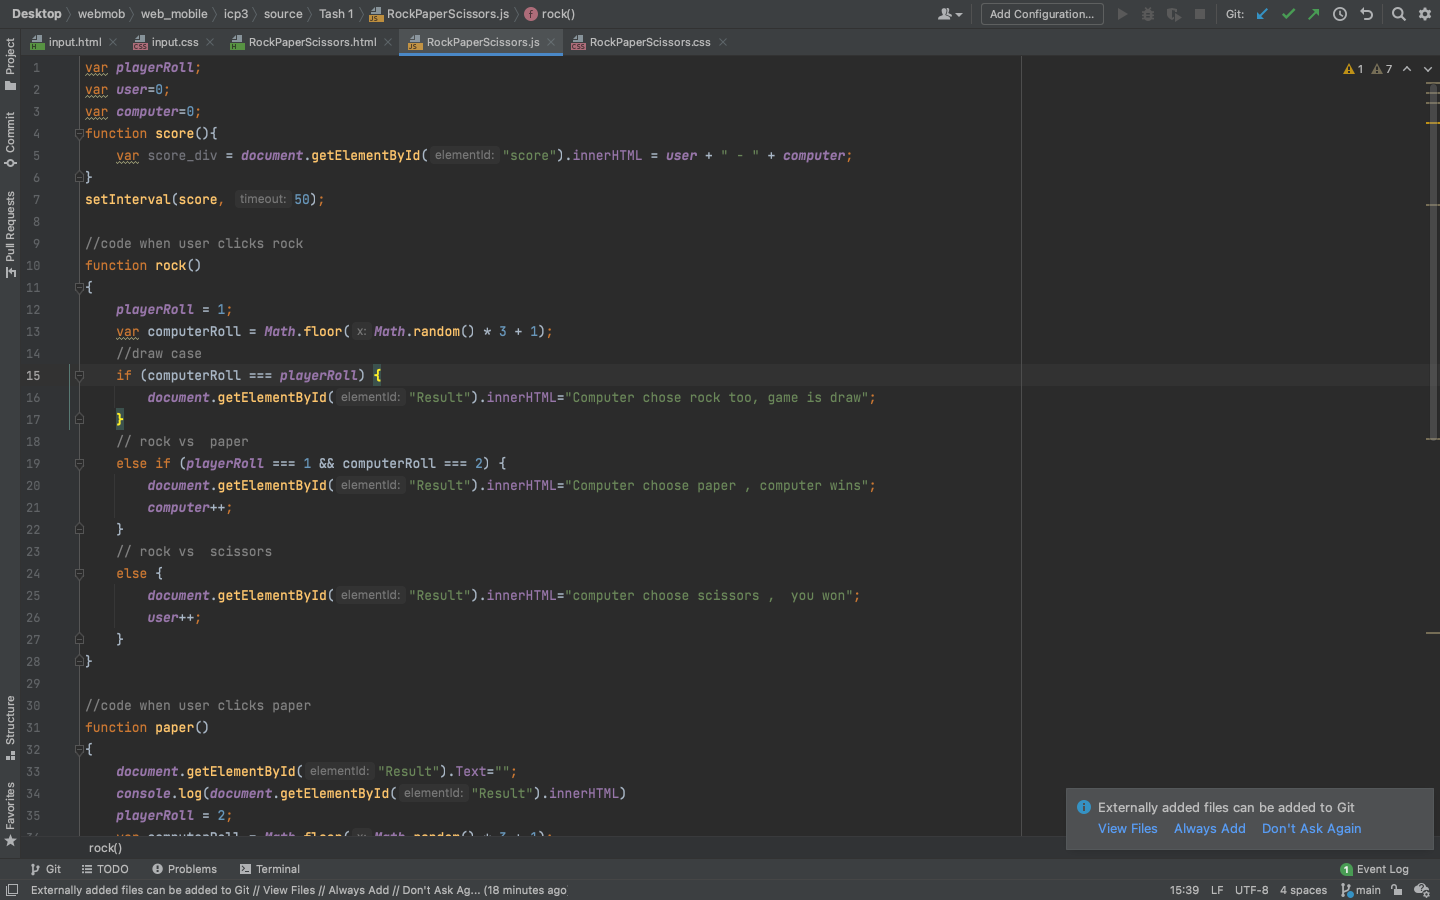 Desktop webmob web_mobile icp3 source Tash 1 RockPaperScissors.js rock()
Add Configuration... Git:
input.html input.css RockPaperScissors.html RockPaperScissors.js RockPaperScissors.css
Project
Commit
Pull Requests
Structure
Favorites
1 7
1 var playerRoll;
2 var user=0;
3 var computer=0;
4 function score(){
5 var score_div = document.getElementById( elementId: "score").innerHTML = user + " - " + computer;
6 }
7 setInterval(score, timeout: 50);
8
9 //code when user clicks rock
10 function rock()
11 {
12 playerRoll = 1;
13 var computerRoll = Math.floor( x: Math.random() * 3 + 1);
14 //draw case
15 if (computerRoll === playerRoll) {
16 document.getElementById( elementId: "Result").innerHTML="Computer chose rock too, game is draw";
17 }
18 // rock vs  paper
19 else if (playerRoll === 1 && computerRoll === 2) {
20 document.getElementById( elementId: "Result").innerHTML="Computer choose paper , computer wins";
21 computer++;
22 }
23 // rock vs  scissors
24 else {
25 document.getElementById( elementId: "Result").innerHTML="computer choose scissors ,  you won";
26 user++;
27 }
28 }
29
30 //code when user clicks paper
31 function paper()
32 {
33 document.getElementById( elementId: "Result").Text="";
34 console.log(document.getElementById( elementId: "Result").innerHTML)
35 playerRoll = 2;
36 var computerRoll = Math.floor( x: Math.random() * 3 + 1);
Externally added files can be added to Git
View Files Always Add Don't Ask Again
rock()
Git TODO Problems Terminal 1 Event Log
Externally added files can be added to Git // View Files // Always Add // Don't Ask Ag... (18 minutes ago) 15:39 LF UTF-8 4 spaces main